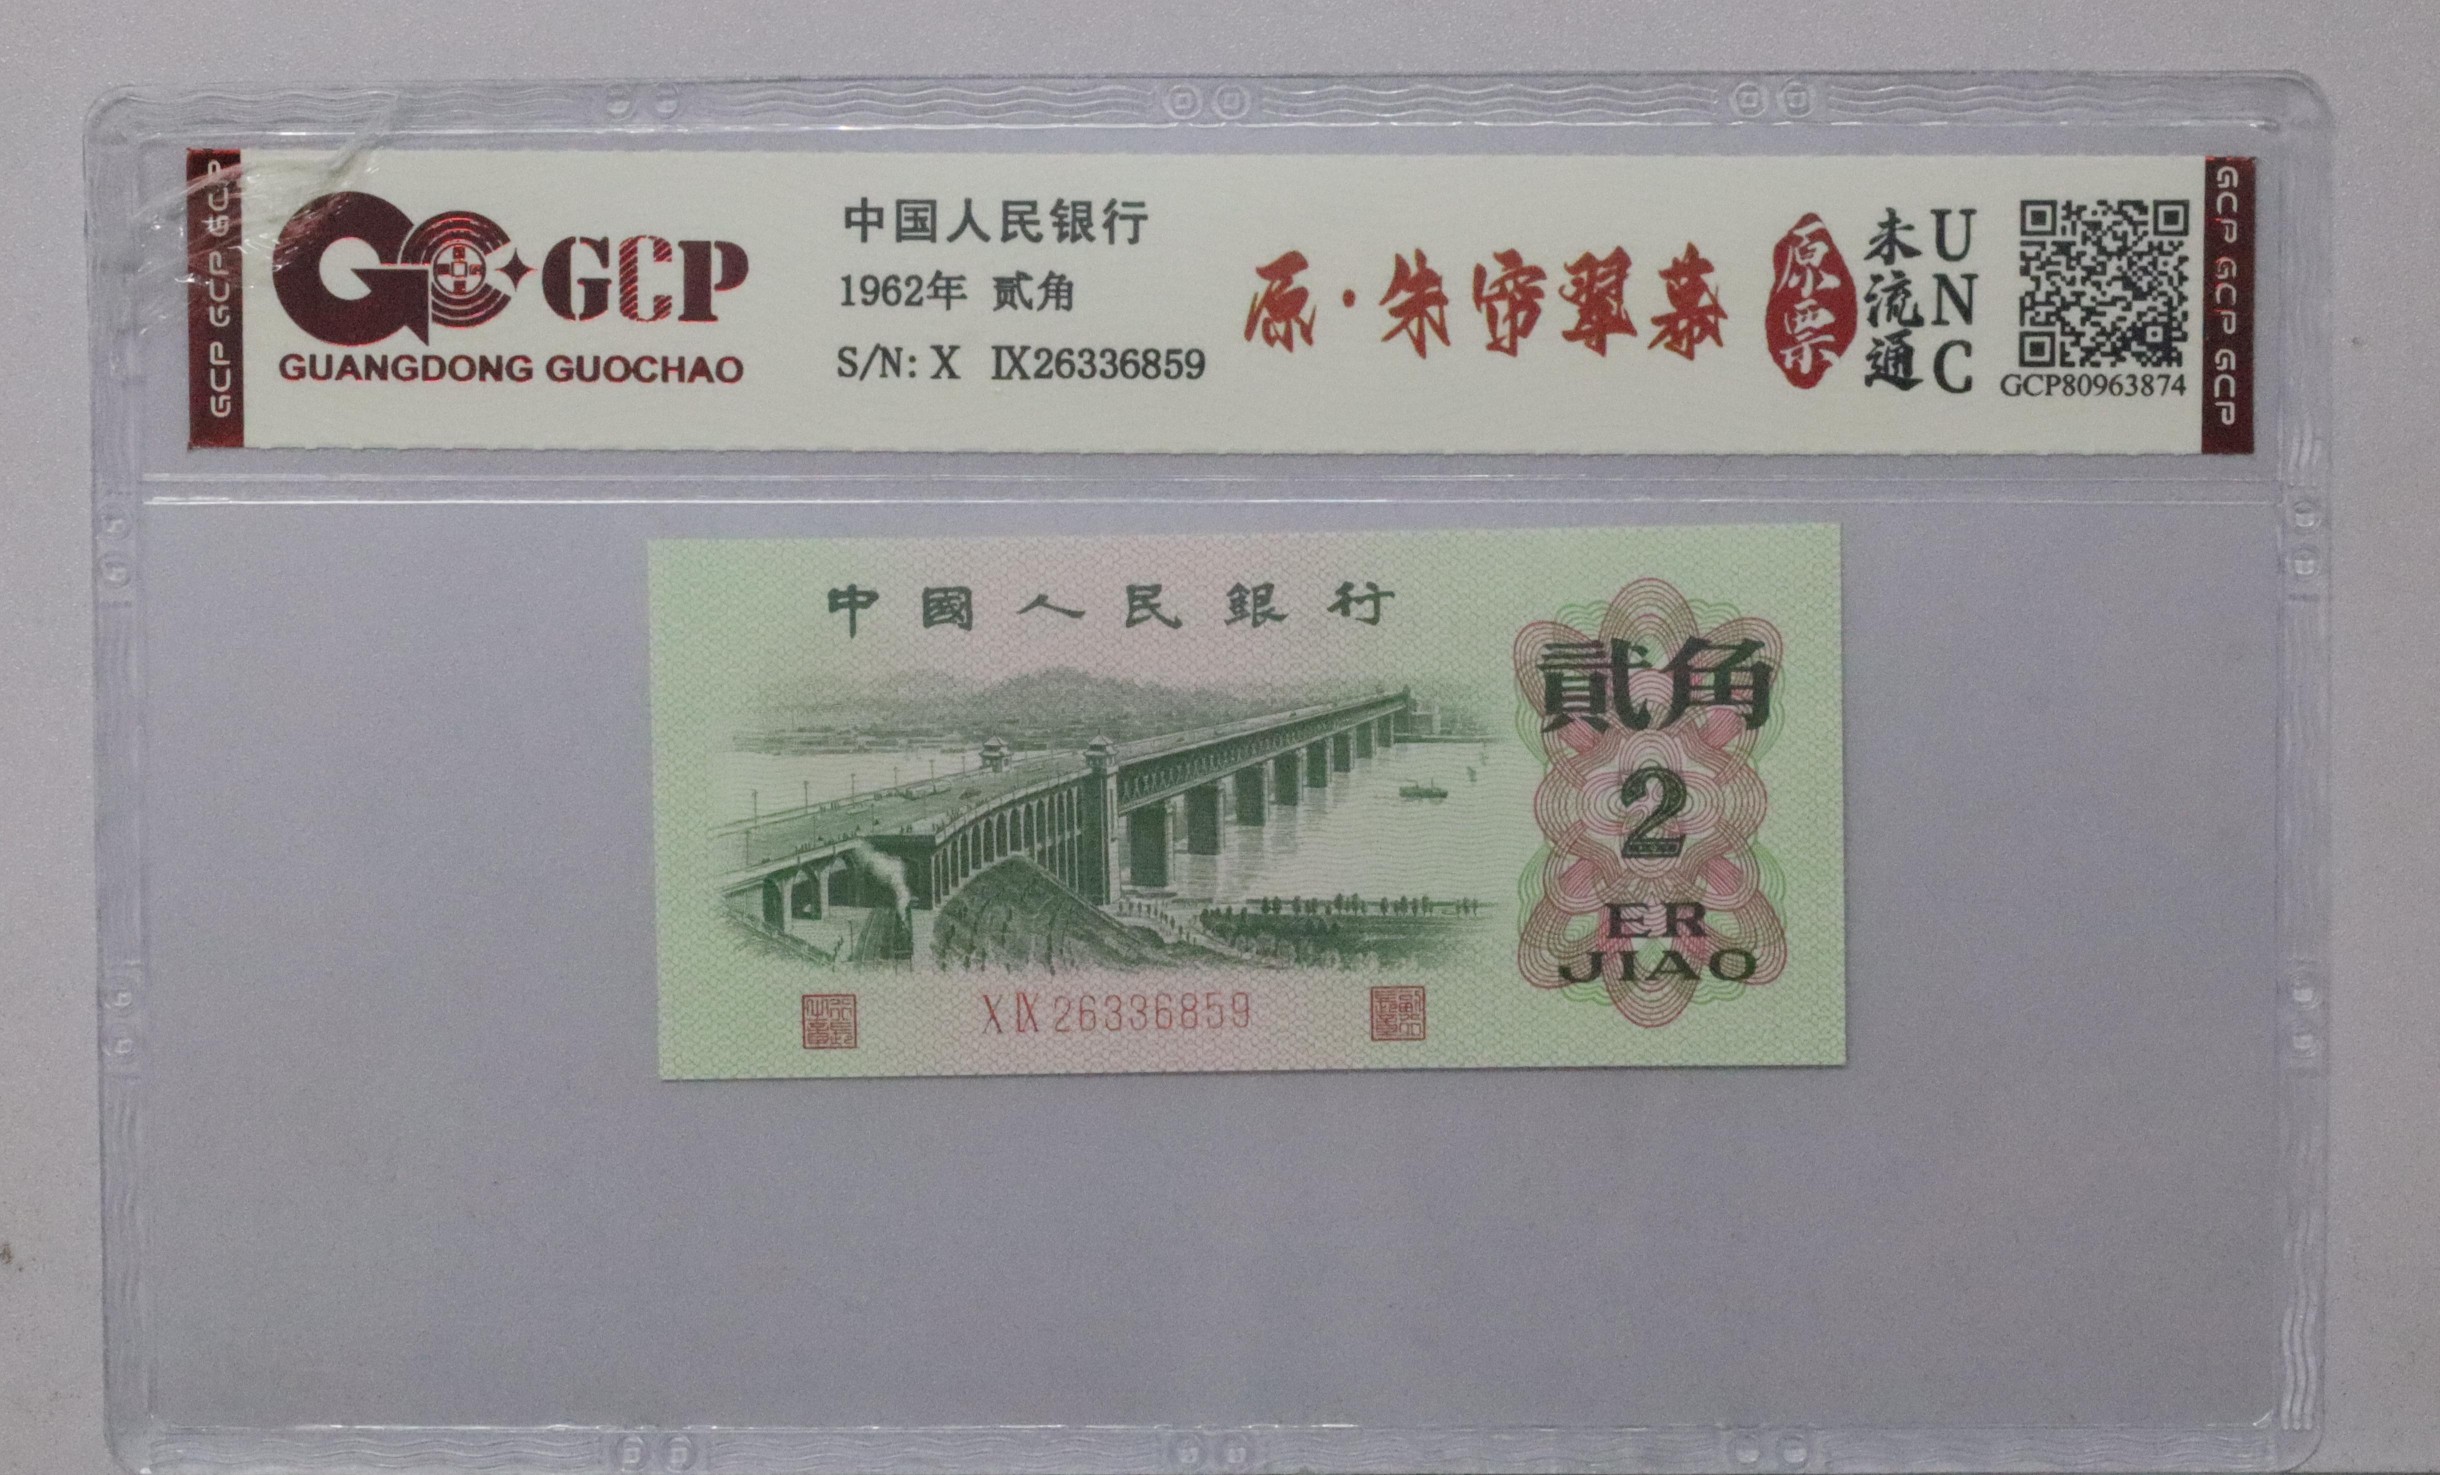 GCP GCP GCP
GCP
GUANGDONG GUOCHAO
中国人民银行
1962年 贰角
S/N: X Ⅸ26336859
原·朱帘翠幕
原票
未流通
UNC
GCP80963874
GCP GCP GCP
中國人民銀行
貳角
2
ER
JIAO
X Ⅸ 26336859